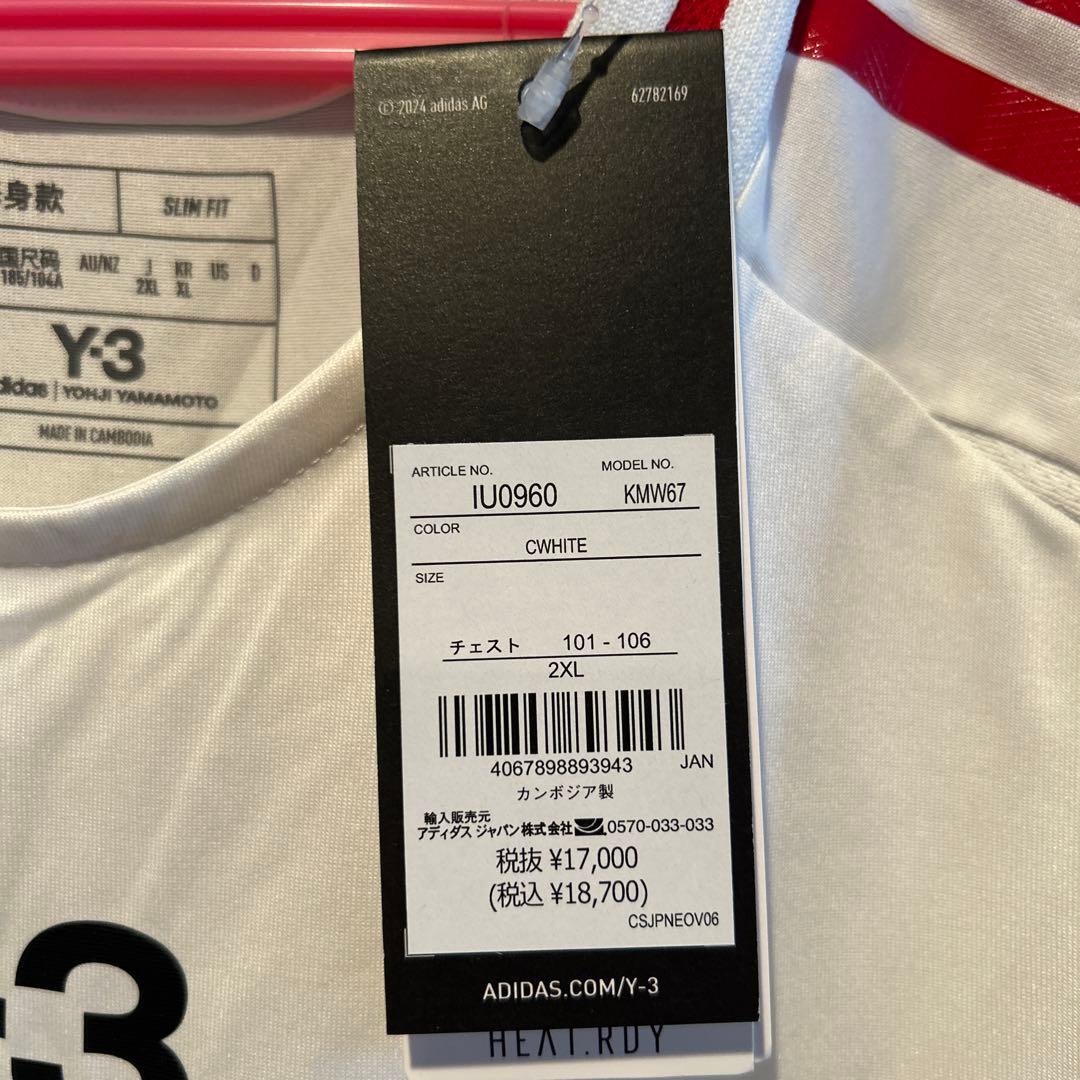 身款
SLIM FIT
国尺码
185/104A
AU/NZ
J
2XL
KR
XL
US
D
Y-3
adidas | YOHJI YAMAMOTO
MADE IN CAMBODIA
© 2024 adidas AG
62782169
ARTICLE NO.
MODEL NO.
IU0960
KMW67
COLOR
CWHITE
SIZE
チェスト 101 - 106
2XL
4067898893943
JAN
カンボジア製
輸入販売元
アディダス ジャパン株式会社 0570-033-033
税抜 ¥17,000
(税込 ¥18,700)
CSJPNEOV06
ADIDAS.COM/Y-3
HEAT.RDY
-3